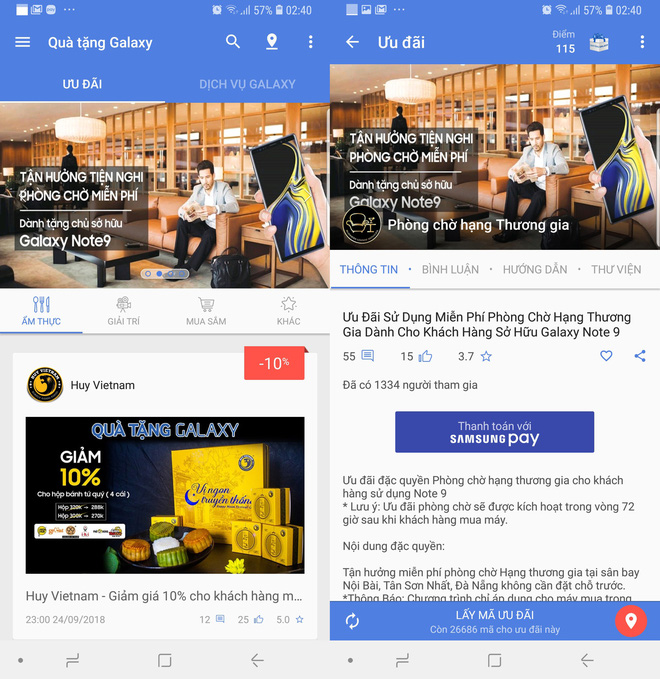 57% 02:40
Quà tặng Galaxy
ƯU ĐÃI
DỊCH VỤ GALAXY
TẬN HƯỞNG TIỆN NGHI
PHÒNG CHỜ MIỄN PHÍ
Dành tặng chủ sở hữu
Galaxy Note9
ẨM THỰC
GIẢI TRÍ
MUA SẮM
KHÁC
-10%
Huy Vietnam
QUÀ TẶNG GALAXY
GIẢM
10%
Cho hộp bánh tú quý ( 4 cái )
Hộp 320k → 288k
Hộp 300k → 270k
Vị ngon
truyền thống
Huy Vietnam - Giảm giá 10% cho khách hàng m...
23:00 24/09/2018
12
25
5.0
57% 02:40
Ưu đãi
Điểm
115
TẬN HƯỞNG TIỆN NGHI
PHÒNG CHỜ MIỄN PHÍ
Dành tặng chủ sở hữu
Galaxy Note9
Phòng chờ hạng Thương gia
THÔNG TIN • BÌNH LUẬN • HƯỚNG DẪN • THƯ VIỆN
Ưu Đãi Sử Dụng Miễn Phí Phòng Chờ Hạng Thương
Gia Dành Cho Khách Hàng Sở Hữu Galaxy Note 9
55
15
3.7
Đã có 1334 người tham gia
Thanh toán với
SAMSUNG pay
Ưu đãi đặc quyền Phòng chờ hạng thương gia cho khách
hàng sử dụng Note 9
* Lưu ý: Ưu đãi phòng chờ sẽ được kích hoạt trong vòng 72
giờ sau khi khách hàng mua máy.
Nội dung đặc quyền:
Tận hưởng miễn phí phòng chờ Hạng thương gia tại sân bay
Nội Bài, Tân Sơn Nhất, Đà Nẵng không cần đặt chỗ trước.
*Thông Báo: Chương trình chỉ áp dụng cho máy mua trong
LẤY MÃ ƯU ĐÃI
Còn 26686 mã cho ưu đãi này